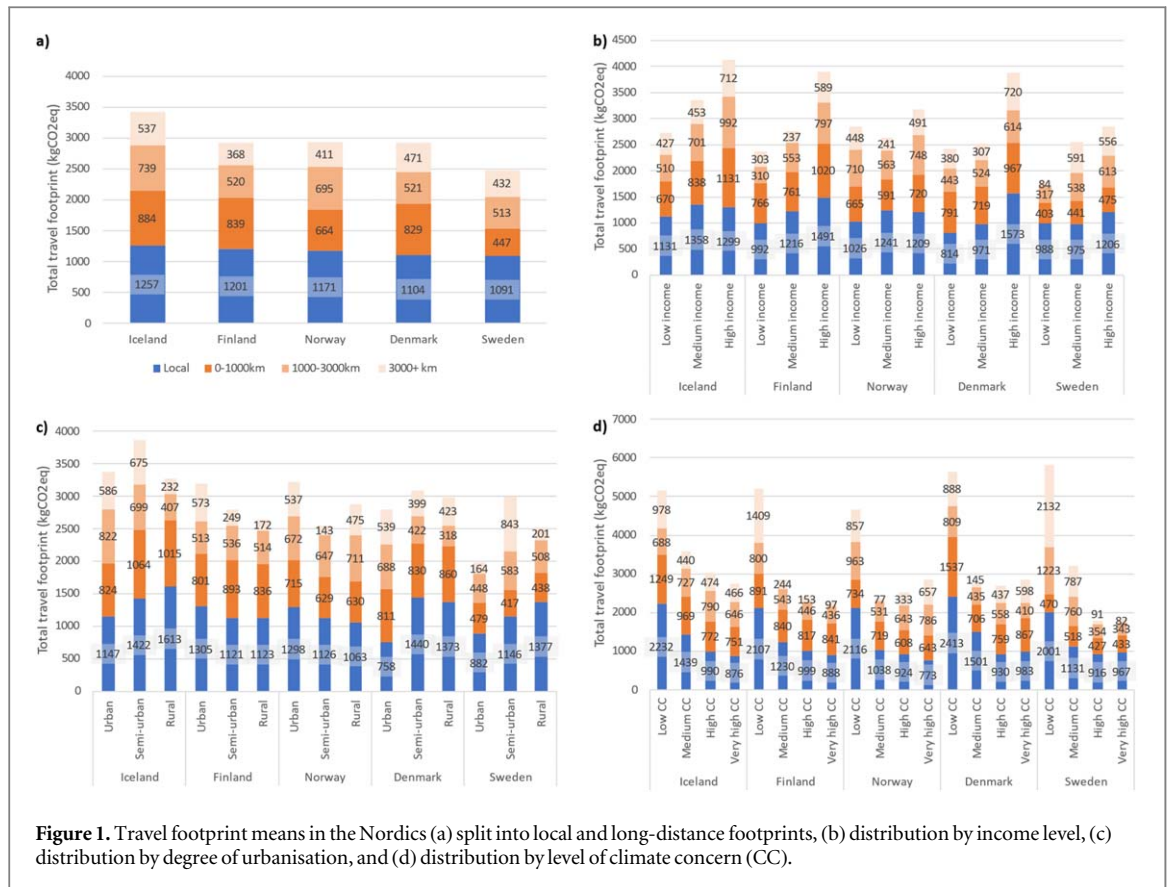 a)
Total travel footprint (kgCO2eq)
4000
3500
3000
2500
2000
1500
1000
500
0
537 368 411 471 432
739 520 695 521 513
884 839 664 829 447
1257 1201 1171 1104 1091
Iceland Finland Norway Denmark Sweden
Local 0-1000km 1000-3000km 3000+ km
b)
Total travel footprint (kgCO2eq)
4500
4000
3500
3000
2500
2000
1500
1000
500
0
427 453 712 303 237 589 448 241 491 380 307 720 84 591 556
510 701 992 310 553 797 710 563 748 443 524 614 317 538 613
670 838 1131 766 761 1020 665 591 720 791 719 967 403 441 475
1131 1358 1299 992 1216 1491 1026 1241 1209 814 971 1573 988 975 1206
Low income Medium income High income Low income Medium income High income Low income Medium income High income Low income Medium income High income Low income Medium income High income
Iceland Finland Norway Denmark Sweden
c)
Total travel footprint (kgCO2eq)
4000
3500
3000
2500
2000
1500
1000
500
0
586 675 232 573 249 172 537 143 475 539 399 423 164 843 201
822 699 407 513 536 514 672 647 711 688 422 318 448 583 508
824 1064 1015 801 893 836 715 629 630 811 830 860 479 417 438
1147 1422 1613 1305 1121 1123 1298 1126 1063 758 1440 1373 882 1146 1377
Urban Semi-urban Rural Urban Semi-urban Rural Urban Semi-urban Rural Urban Semi-urban Rural Urban Semi-urban Rural
Iceland Finland Norway Denmark Sweden
d)
Total travel footprint (kgCO2eq)
7000
6000
5000
4000
3000
2000
1000
0
978 440 474 466 1409 244 153 97 857 77 333 657 888 145 437 598 2132 787 91 82
688 727 790 646 800 543 446 436 963 531 643 786 809 435 558 410 1223 760 354 343
1249 969 772 751 891 840 817 841 734 719 608 643 1537 706 759 867 470 518 427 433
2232 1439 990 876 2107 1230 999 888 2116 1038 924 773 2413 1501 930 983 2001 1131 916 967
Low CC Medium CC High CC Very high CC Low CC Medium CC High CC Very high CC Low CC Medium CC High CC Very high CC Low CC Medium CC High CC Very high CC Low CC Medium CC High CC Very high CC
Iceland Finland Norway Denmark Sweden
Figure 1. Travel footprint means in the Nordics (a) split into local and long-distance footprints, (b) distribution by income level, (c)
distribution by degree of urbanisation, and (d) distribution by level of climate concern (CC).